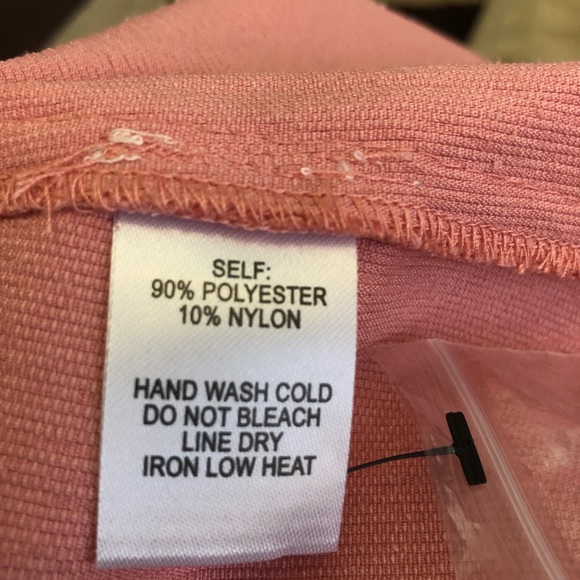 SELF:
90% POLYESTER
10% NYLON
HAND WASH COLD
DO NOT BLEACH
LINE DRY
IRON LOW HEAT